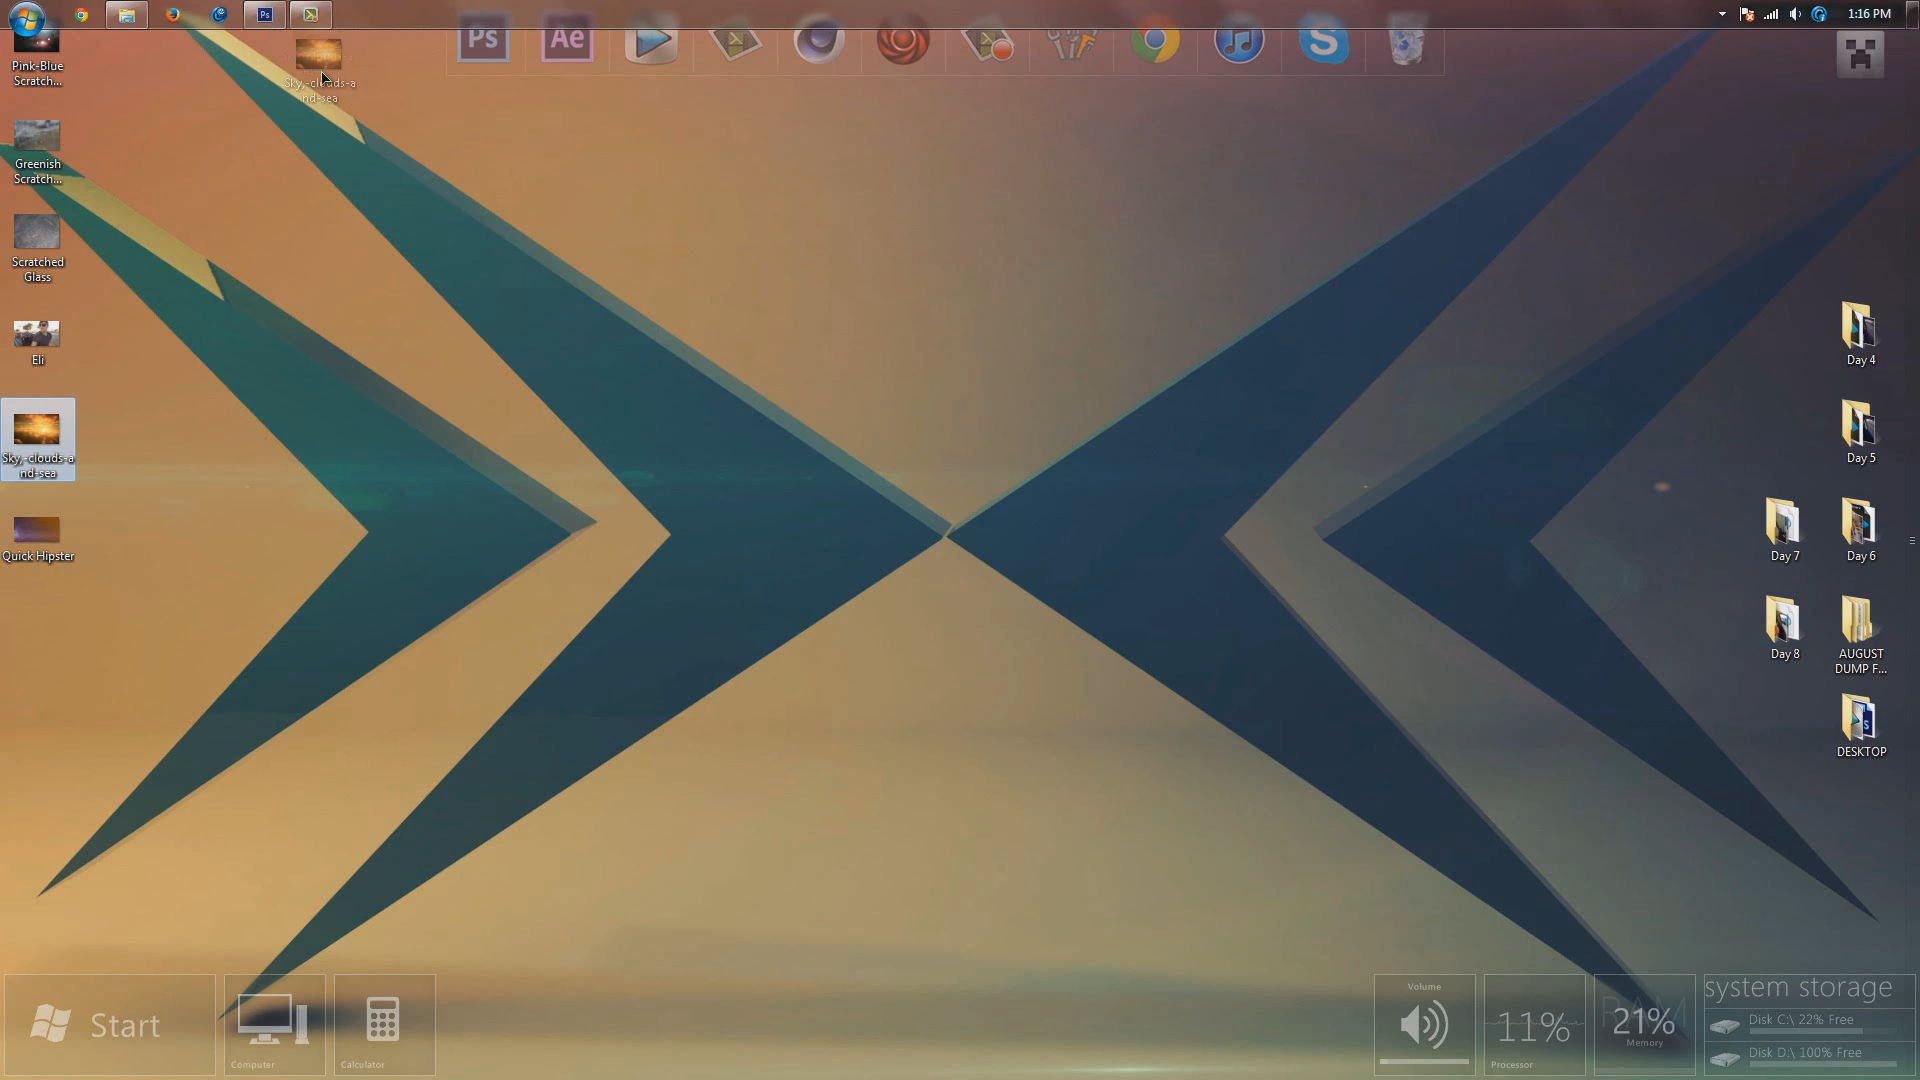 1:16 PM
Ps
Ps
Ae
S
Pink-Blue
Scratch...
Sky,-clouds-a
nd-sea
Greenish
Scratch...
Scratched
Glass
Eli
Sky,-clouds-a
nd-sea
Quick Hipster
Day 4
Day 5
Day 7
Day 6
Day 8
AUGUST
DUMP F...
DESKTOP
Start
Computer
Calculator
Volume
11%
Processor
RAM
21%
Memory
system storage
Disk C:\ 22% Free
Disk D:\ 100% Free